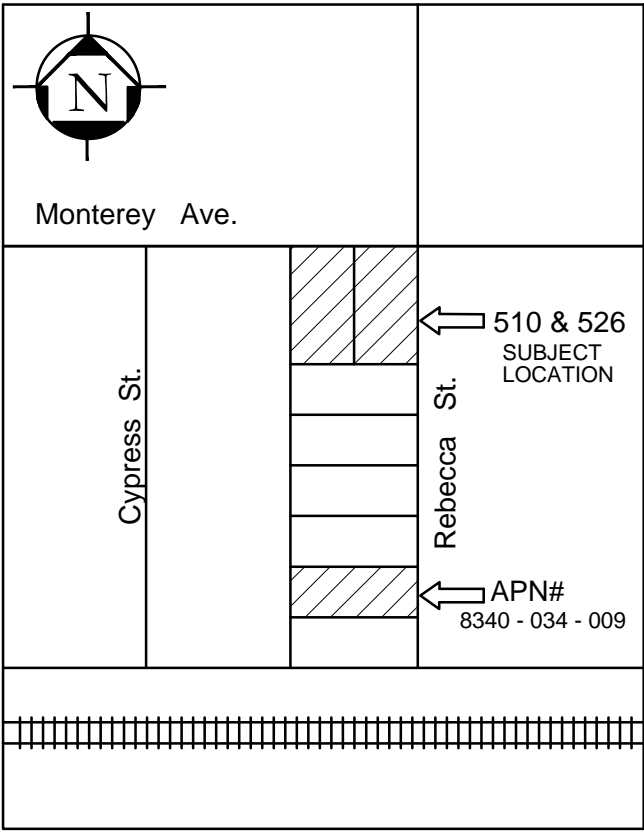 N
Monterey Ave.
510 & 526
SUBJECT
LOCATION
Cypress St.
Rebecca St.
APN#
8340 - 034 - 009